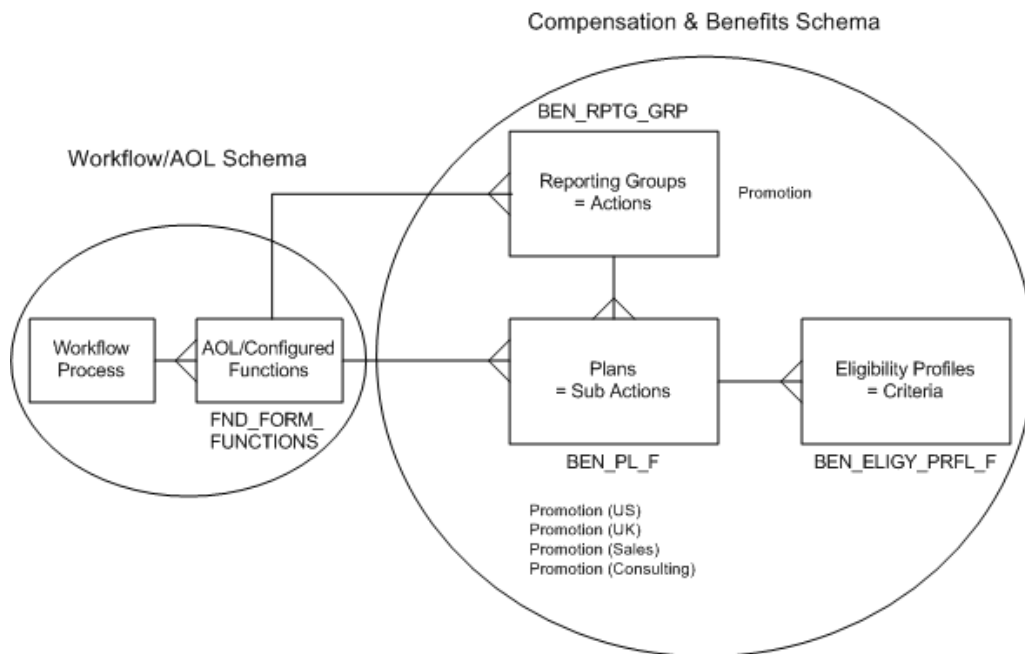 Compensation & Benefits Schema
BEN_RPTG_GRP
Workflow/AOL Schema
Reporting Groups
= Actions
Promotion
Workflow
Process
AOL/Configured
Functions
Plans
= Sub Actions
Eligibility Profiles
= Criteria
FND_FORM_
FUNCTIONS
BEN_PL_F
BEN_ELIGY_PRFL_F
Promotion (US)
Promotion (UK)
Promotion (Sales)
Promotion (Consulting)